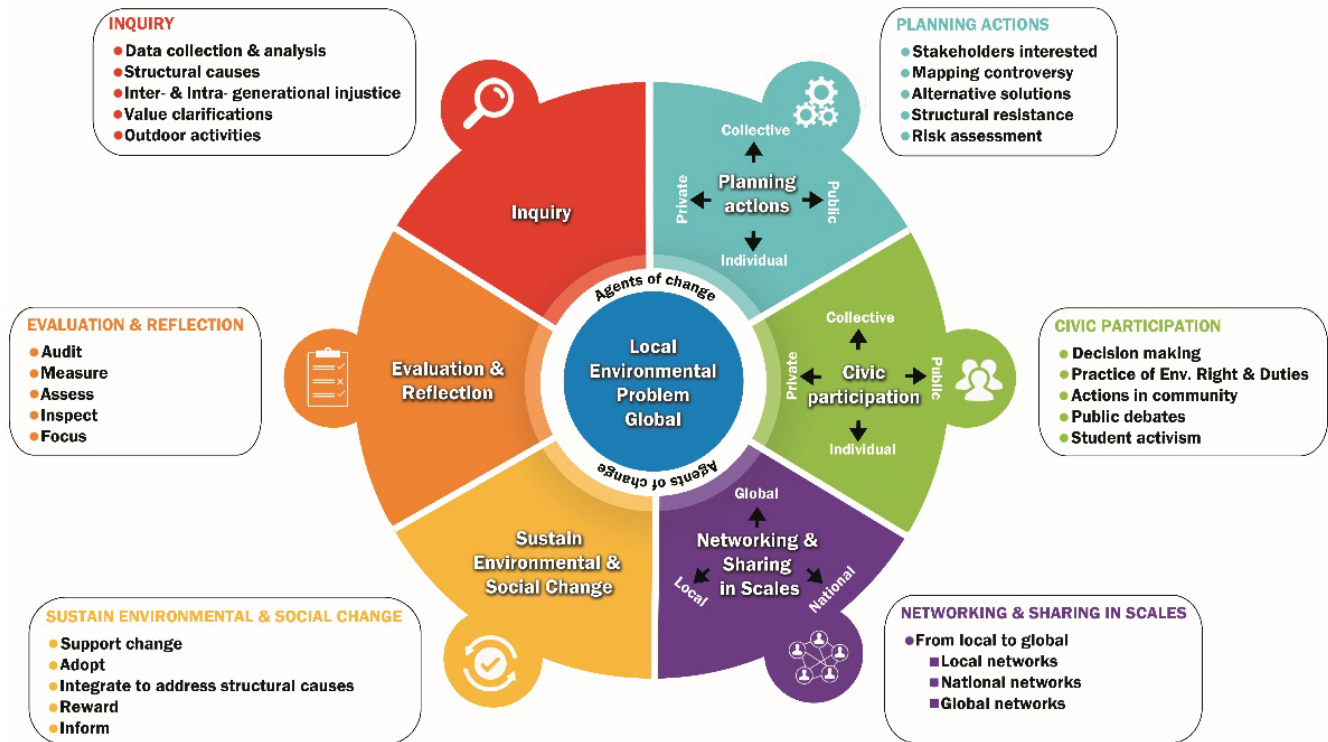 INQUIRY
Data collection & analysis
Structural causes
Inter- & Intra- generational injustice
Value clarifications
Outdoor activities
PLANNING ACTIONS
Stakeholders interested
Mapping controversy
Alternative solutions
Structural resistance
Risk assessment
Inquiry
Collective
Private
Planning
actions
Public
Individual
EVALUATION & REFLECTION
Audit
Measure
Assess
Inspect
Focus
Evaluation &
Reflection
Agents of change
Local
Environmental
Problem
Global
Agents of change
Collective
Private
Civic
participation
Public
Individual
CIVIC PARTICIPATION
Decision making
Practice of Env. Right & Duties
Actions in community
Public debates
Student activism
Sustain
Environmental &
Social Change
Global
Networking &
Sharing
in Scales
Local
National
SUSTAIN ENVIRONMENTAL & SOCIAL CHANGE
Support change
Adopt
Integrate to address structural causes
Reward
Inform
NETWORKING & SHARING IN SCALES
From local to global
Local networks
National networks
Global networks